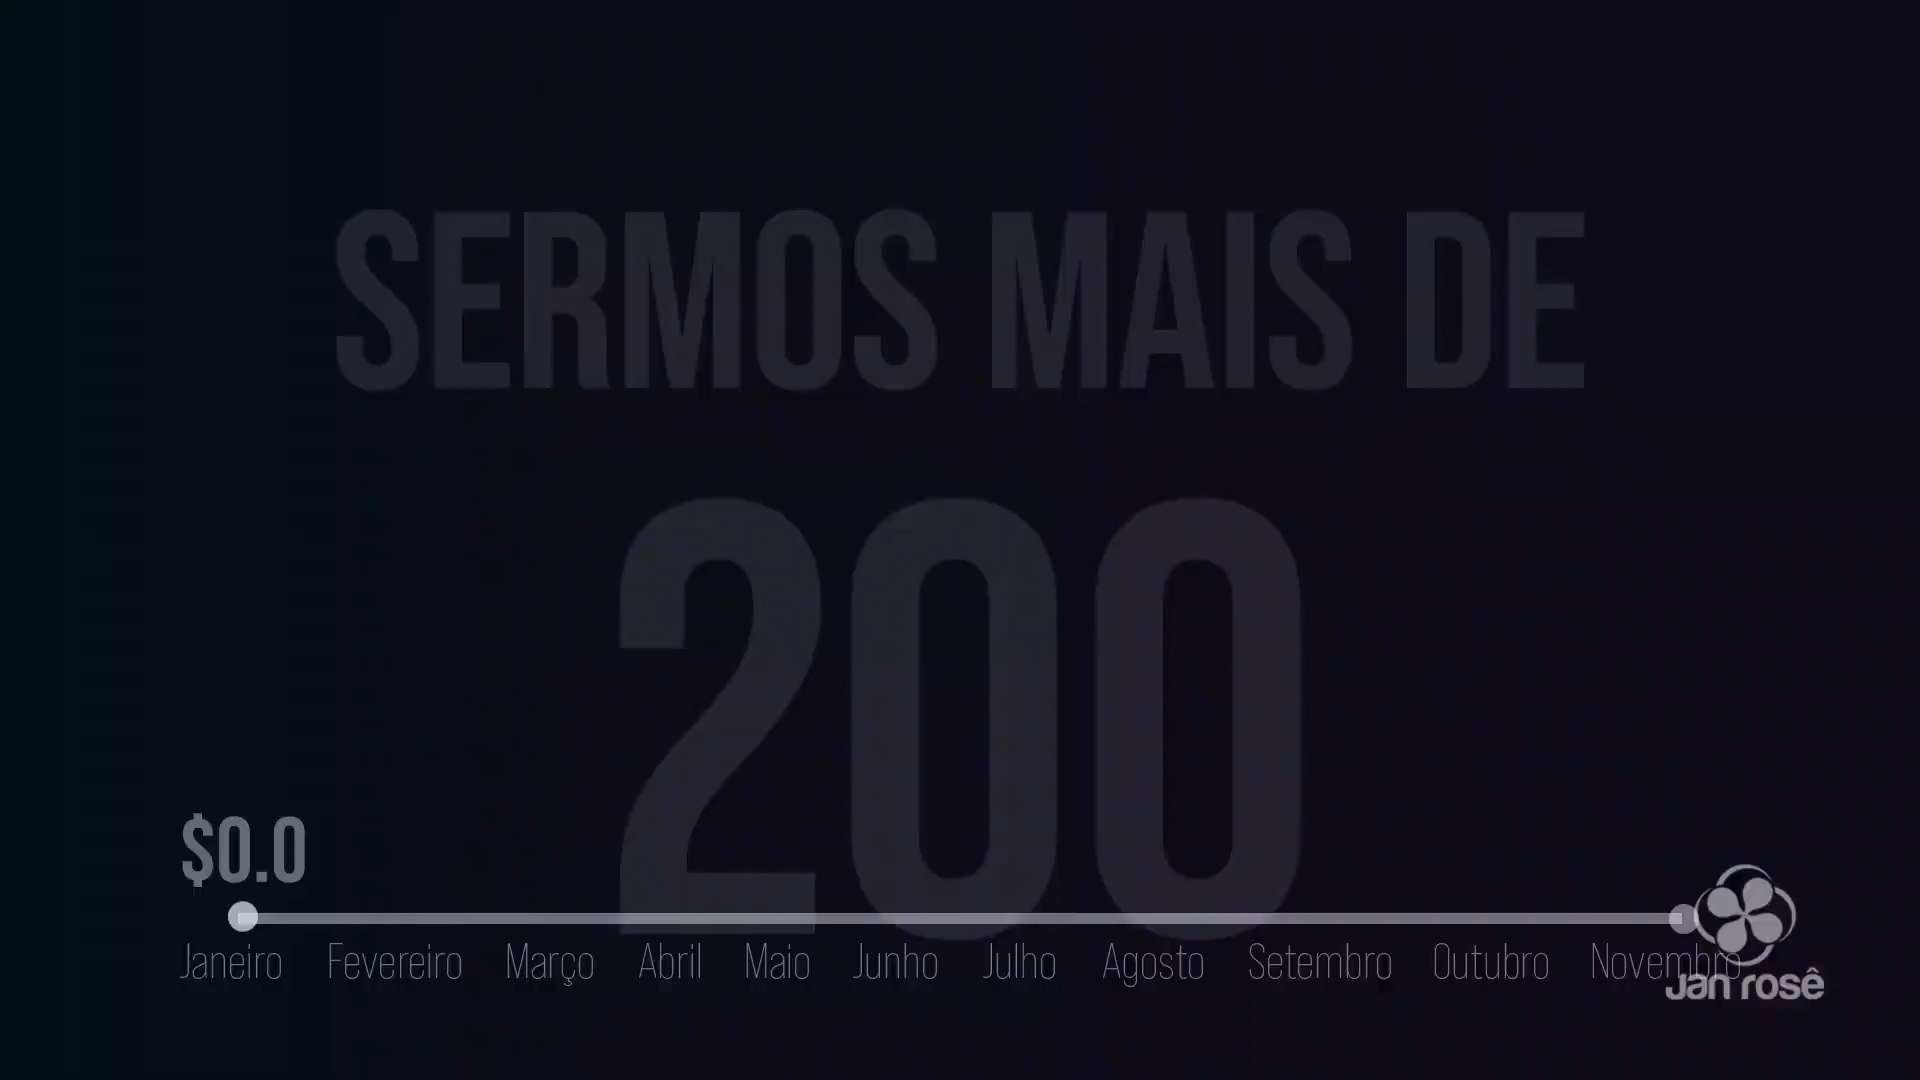 SERMOS MAIS DE
200
$0.0
Janeiro Fevereiro Março Abril Maio Junho Julho Agosto Setembro Outubro Novembro
Jan rosê